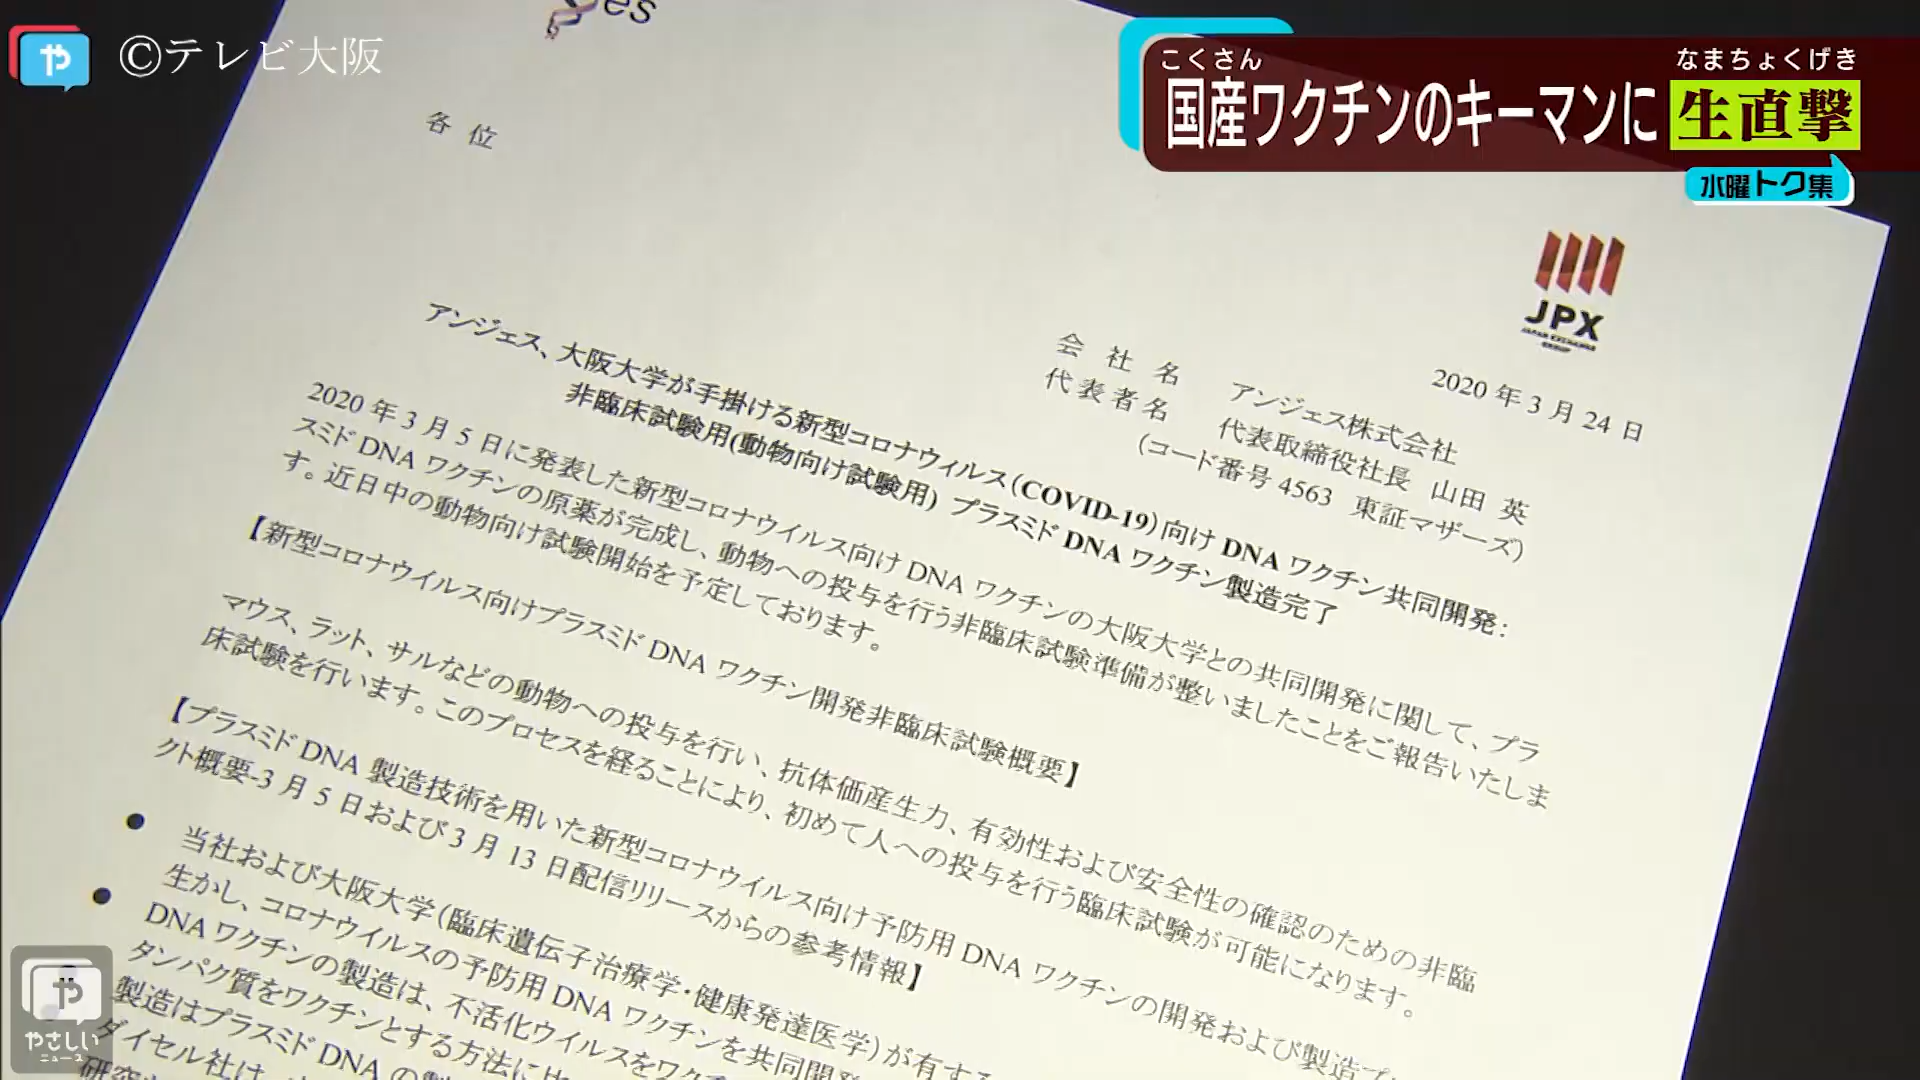 や
©テレビ大阪
こくさん
なまちょくげき
国産ワクチンのキーマンに 生直撃
水曜トク集
es
各 位
JPX
JAPAN EXCHANGE
GROUP
2020 年 3 月 24 日
会 社 名 アンジェス株式会社
代表者名 代表取締役社長 山田 英
(コード番号 4563 東証マザーズ)
アンジェス、大阪大学が手掛ける新型コロナウィルス(COVID-19)向け DNA ワクチン共同開発:
非臨床試験用(動物向け試験用) プラスミド DNA ワクチン製造完了
2020 年 3 月 5 日に発表した新型コロナウイルス向け DNA ワクチンの大阪大学との共同開発に関して、プラ
スミド DNA ワクチンの原薬が完成し、動物への投与を行う非臨床試験準備が整いましたことをご報告いたしま
す。近日中の動物向け試験開始を予定しております。
【新型コロナウイルス向けプラスミド DNA ワクチン開発非臨床試験概要】
マウス、ラット、サルなどの動物への投与を行い、抗体価産生力、有効性および安全性の確認のための非臨
床試験を行います。このプロセスを経ることにより、初めて人への投与を行う臨床試験が可能になります。
【プラスミド DNA 製造技術を用いた新型コロナウイルス向け予防用 DNA ワクチンの開発および製造プ
クト概要-3 月 5 日および 3 月 13 日配信リリースからの参考情報】
● 当社および大阪大学(臨床遺伝子治療学・健康発達医学)が有する
生かし、コロナウイルスの予防用 DNA ワクチンを共同開発
● DNA ワクチンの製造は、不活化ウイルスをワクチ
タンパク質をワクチンとする方法に比
製造はプラスミド DNA の製
ダイセル社は、
研究
や
やさしい
ニュース